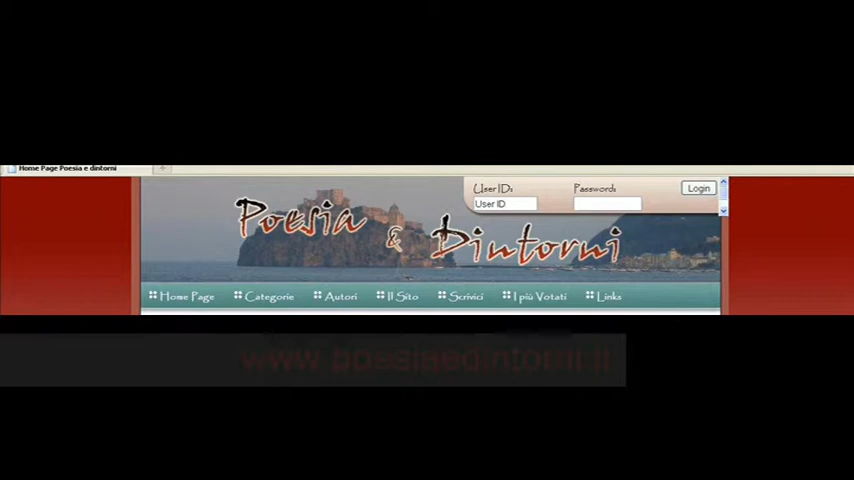 Home Page Poesia e dintorni
User ID:
Password:
Login
User ID
Poesia & Dintorni
Home Page
Categorie
Autori
Il Sito
Scrivici
I più Votati
Links
www.poesiaedintorni.it